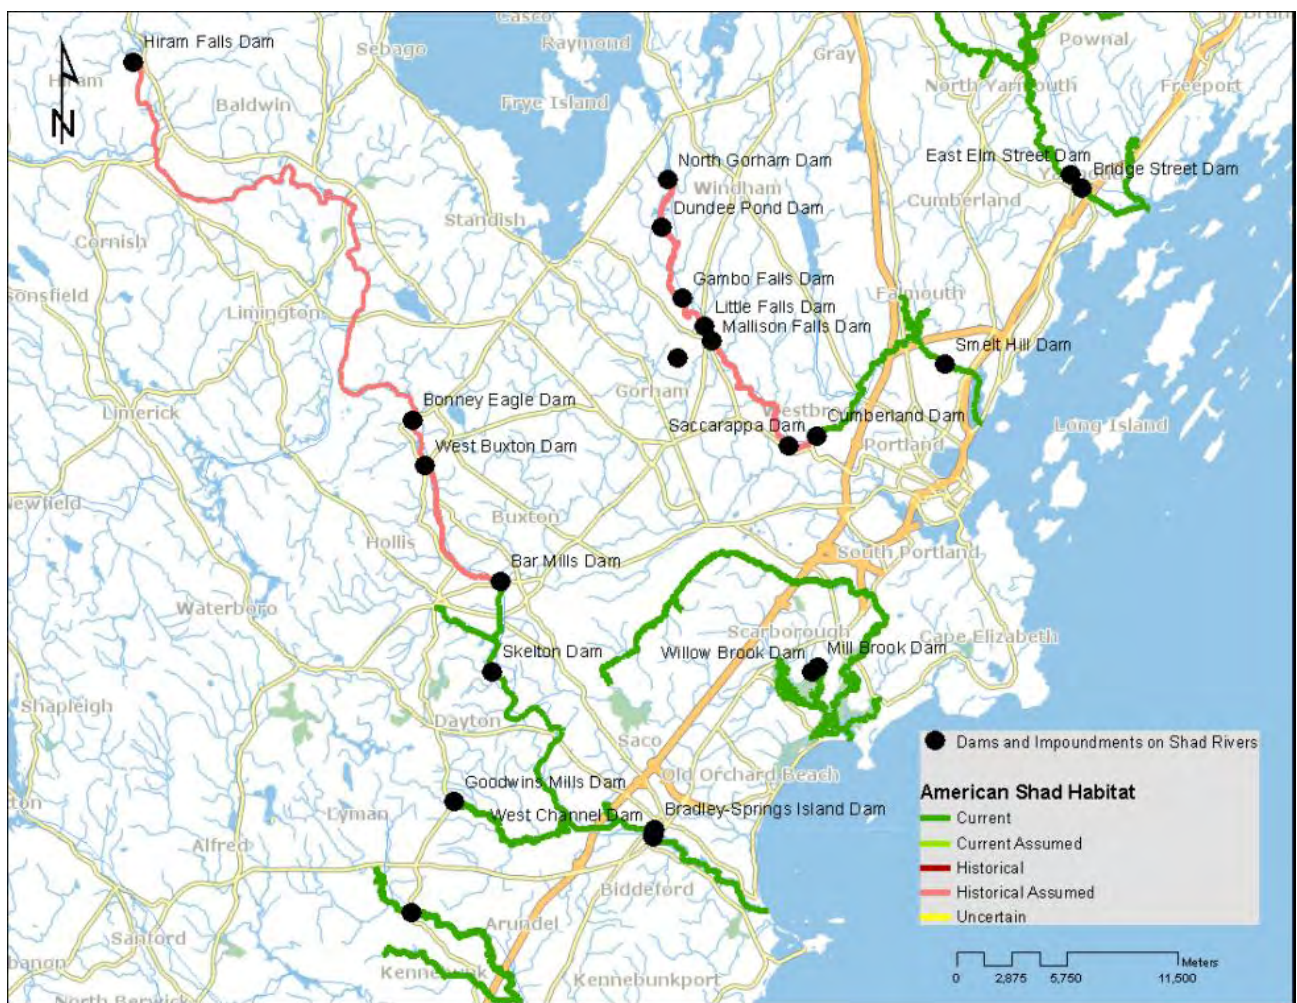 Casco
Hiram Falls Dam
Sebago
Raymond
Gray
Pownal
Hiram
Baldwin
Frye Island
North Yarmouth
Freeport
N
North Gorham Dam
Windham
East Elm Street Dam
Bridge Street Dam
Dundee Pond Dam
Cumberland
Standish
Cornish
Gambo Falls Dam
Falmouth
Little Falls Dam
Limington
Mallison Falls Dam
Smelt Hill Dam
Gorham
Bonney Eagle Dam
Limerick
Cumberland Dam
Saccarappa Dam
Long Island
West Buxton Dam
Portland
Newfield
Buxton
Hollis
South Portland
Bar Mills Dam
Waterboro
Scarborough
Cape Elizabeth
Skelton Dam
Willow Brook Dam
Mill Brook Dam
Shapleigh
Dayton
Saco
Dams and Impoundments on Shad Rivers
Old Orchard Beach
Goodwins Mills Dam
American Shad Habitat
Lyman
West Channel Dam
Bradley-Springs Island Dam
Current
Alfred
Current Assumed
Historical
Biddeford
Historical Assumed
Arundel
Uncertain
Sanford
Kennebunk
Kennebunkport
Meters
0 2,875 5,750 11,500
North Berwick